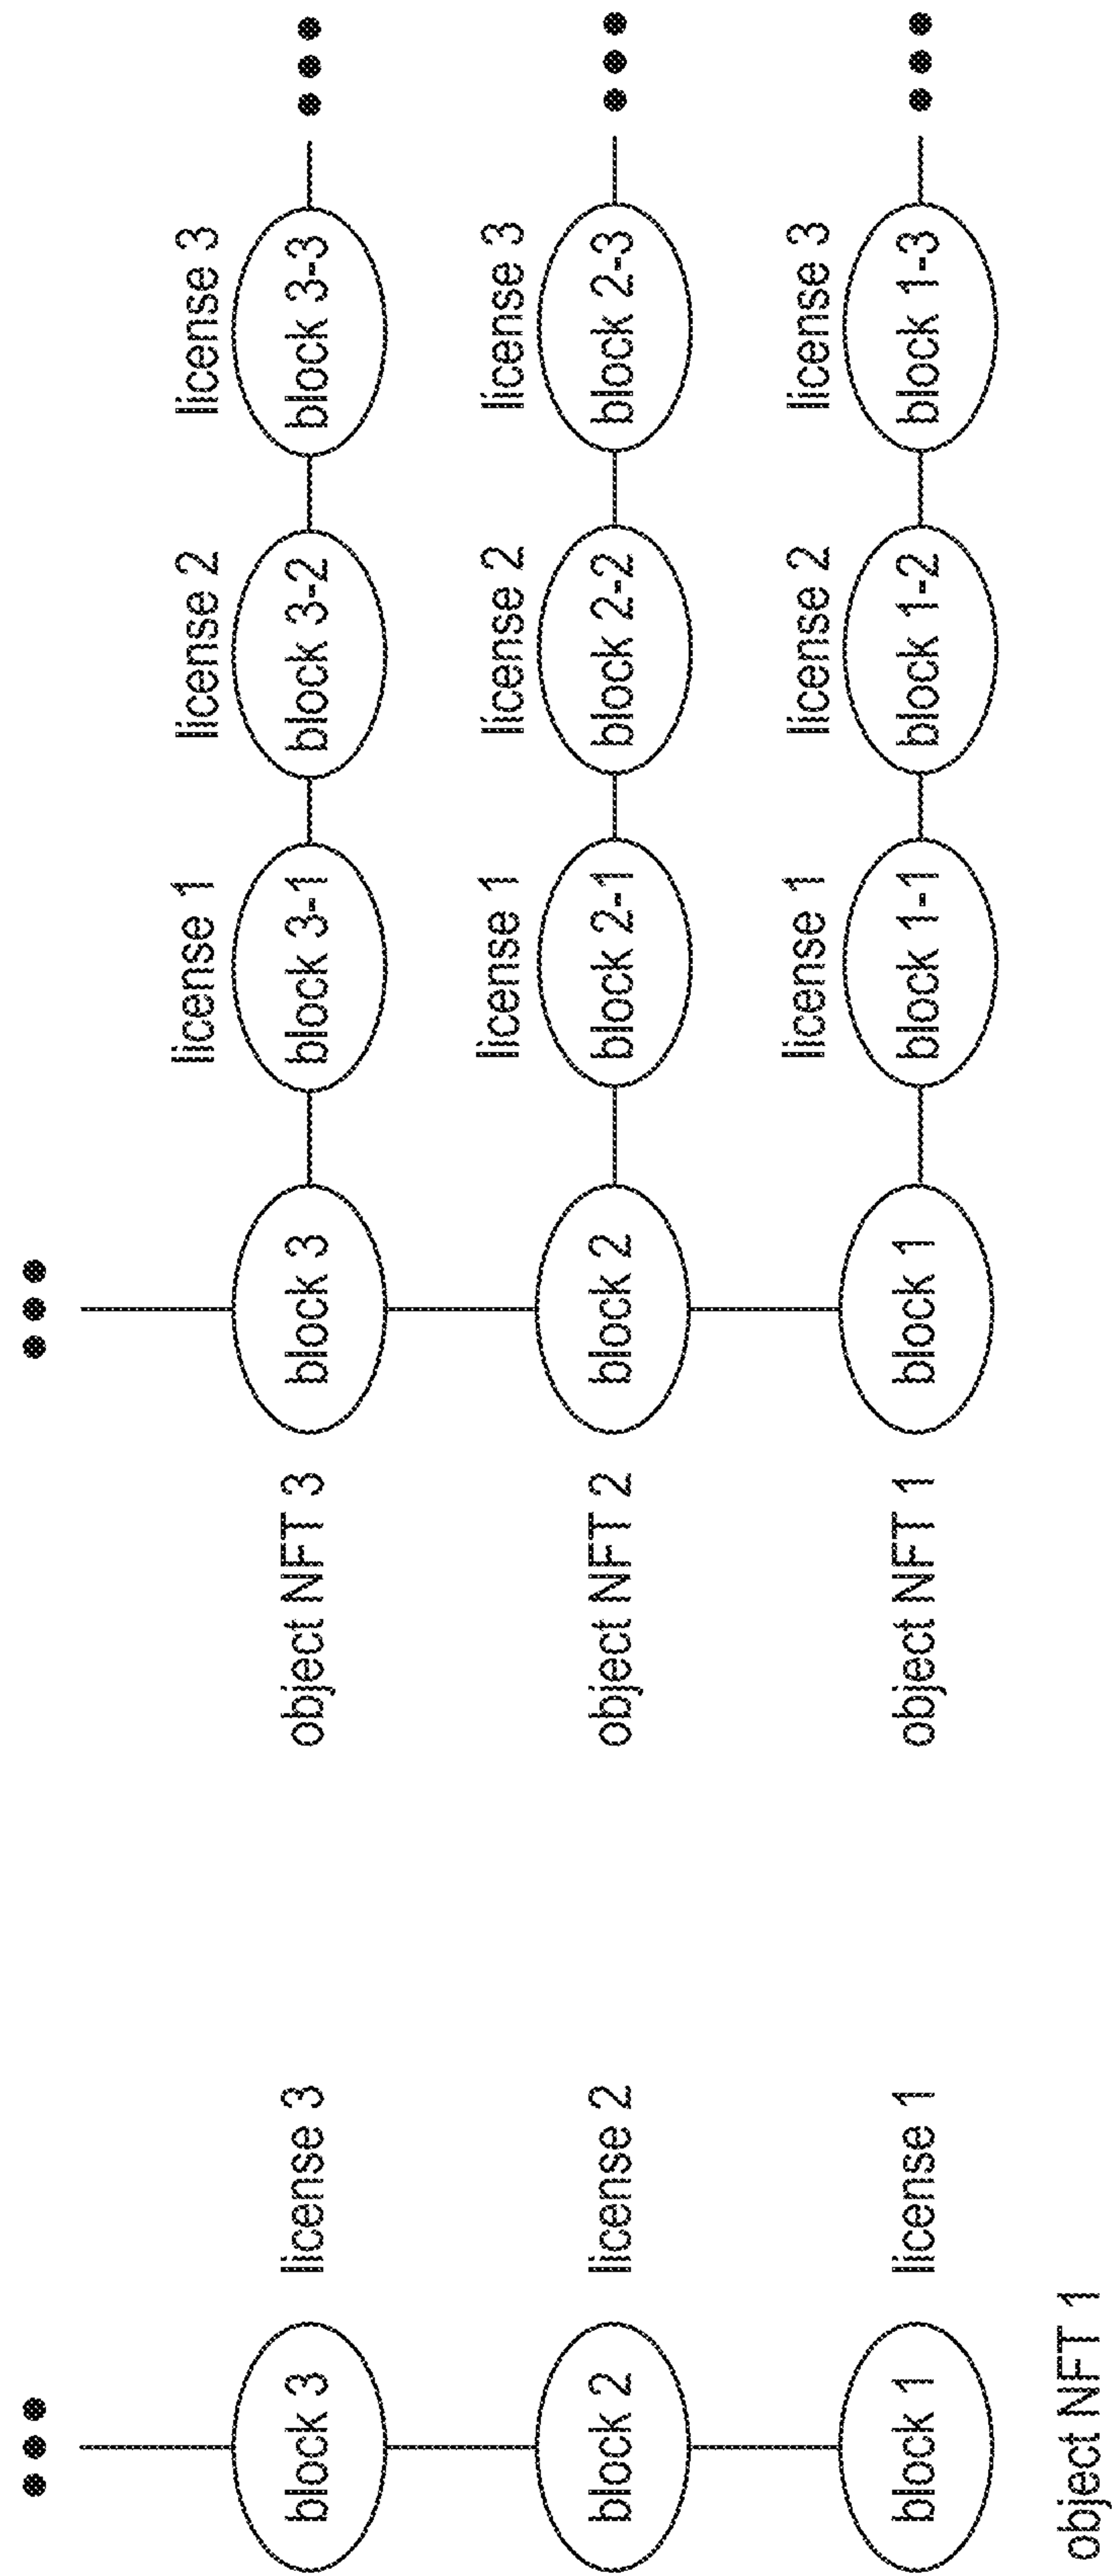 block 3
license 3
block 2
license 2
block 1
license 1
object NFT 1
license 1
license 2
license 3
object NFT 3
block 3
block 3-1
block 3-2
block 3-3
license 1
license 2
license 3
object NFT 2
block 2
block 2-1
block 2-2
block 2-3
license 1
license 2
license 3
object NFT 1
block 1
block 1-1
block 1-2
block 1-3